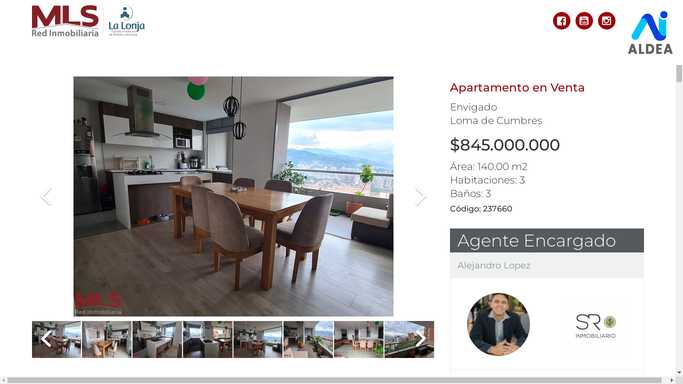 MLS
Red Inmobiliaria
La Lonja
ALDEA
Apartamento en Venta
Envigado
Loma de Cumbres
$845.000.000
Área: 140.00 m2
Habitaciones: 3
Baños: 3
Código: 237660
Agente Encargado
Alejandro Lopez
SR
INMOBILIARIO
MLS
Red Inmobiliaria